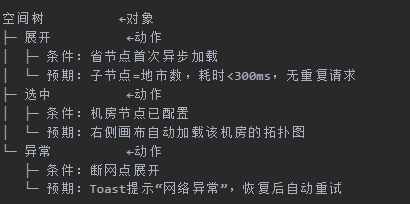 空间树 ←对象
├─ 展开 ←动作
│ ├─ 条件：省节点首次异步加载
│ └─ 预期：子节点=地市数，耗时<300ms，无重复请求
├─ 选中 ←动作
│ ├─ 条件：机房节点已配置
│ └─ 预期：右侧画布自动加载该机房的拓扑图
└─ 异常 ←动作
├─ 条件：断网点展开
└─ 预期：Toast提示“网络异常”，恢复后自动重试